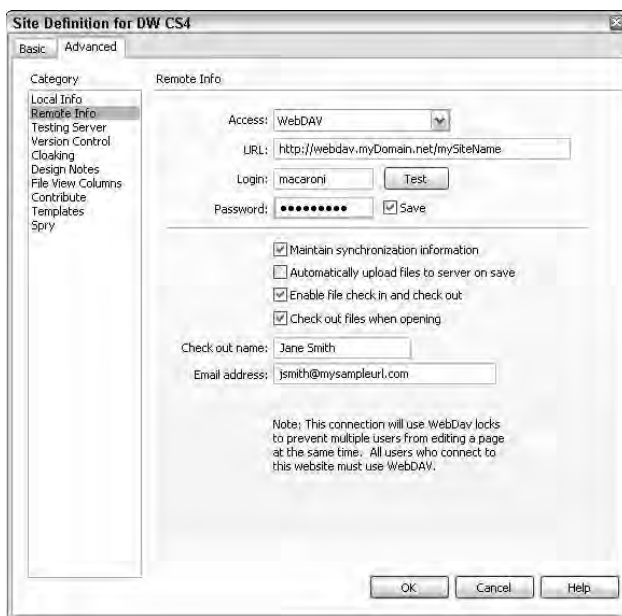 Site Definition for DW CS4
Basic Advanced
Category
Local Info
Remote Info
Testing Server
Version Control
Cloaking
Design Notes
File View Columns
Contribute
Templates
Spry
Remote Info
Access: WebDAV
URL: http://webdav.myDomain.net/mySiteName
Login: macaroni Test
Password: ●●●●●●●●● Save
Maintain synchronization information
Automatically upload files to server on save
Enable file check in and check out
Check out files when opening
Check out name: Jane Smith
Email address: jsmith@mysampleurl.com
Note: This connection will use WebDav locks
to prevent multiple users from editing a page
at the same time. All users who connect to
this website must use WebDAV.
OK Cancel Help